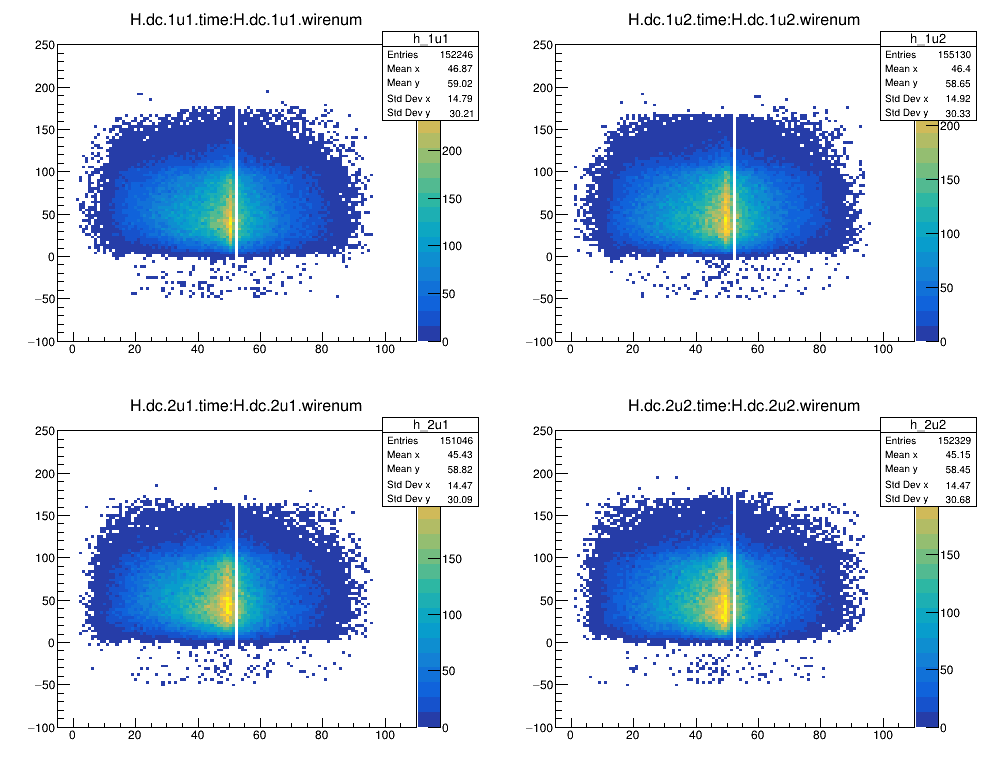 H.dc.1u1.time:H.dc.1u1.wirenum
h_1u1
Entries 152246
Mean x 46.87
Mean y 59.02
Std Dev x 14.79
Std Dev y 30.21
250
200
150
100
50
0
−50
−100
0 20 40 60 80 100
200
150
100
50
0
H.dc.1u2.time:H.dc.1u2.wirenum
h_1u2
Entries 155130
Mean x 46.4
Mean y 58.65
Std Dev x 14.92
Std Dev y 30.33
250
200
150
100
50
0
−50
−100
0 20 40 60 80 100
200
150
100
50
0
H.dc.2u1.time:H.dc.2u1.wirenum
h_2u1
Entries 151046
Mean x 45.43
Mean y 58.82
Std Dev x 14.47
Std Dev y 30.09
250
200
150
100
50
0
−50
−100
0 20 40 60 80 100
150
100
50
0
H.dc.2u2.time:H.dc.2u2.wirenum
h_2u2
Entries 152329
Mean x 45.15
Mean y 58.45
Std Dev x 14.47
Std Dev y 30.68
250
200
150
100
50
0
−50
−100
0 20 40 60 80 100
150
100
50
0